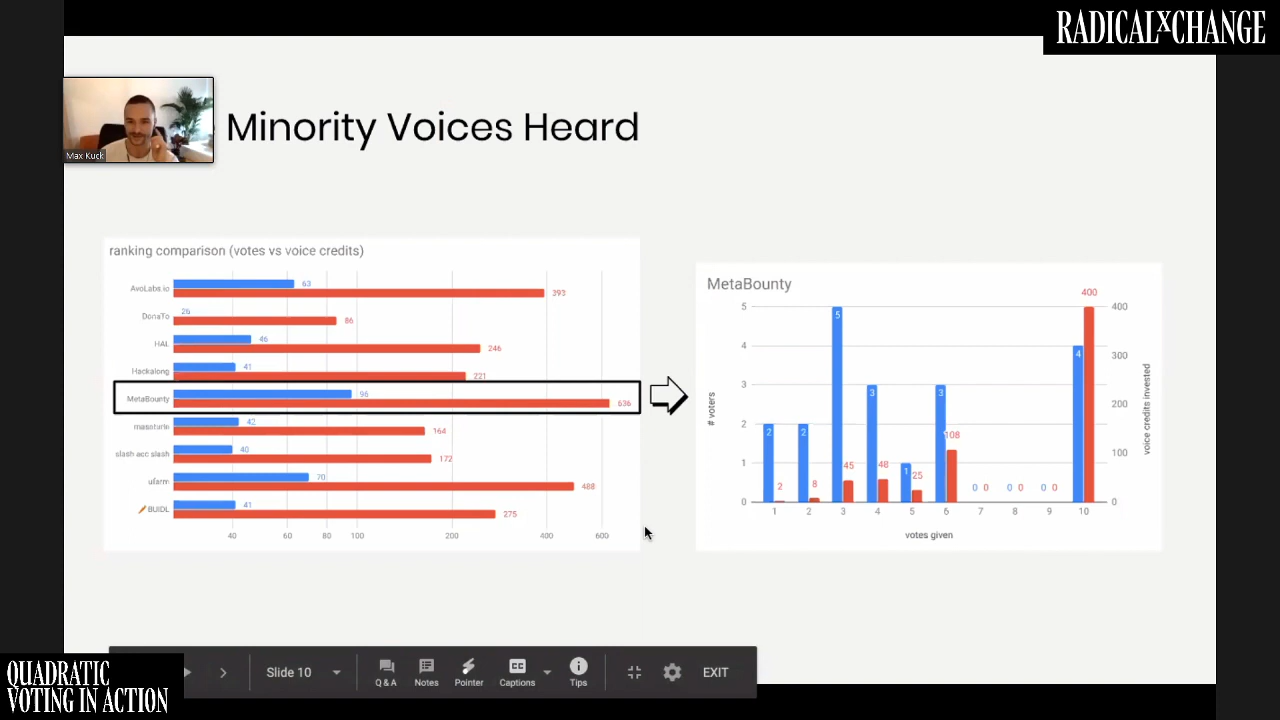 RADICALXCHANGE
Max Kuck
Minority Voices Heard
ranking comparison (votes vs voice credits)
AvoLabs io
63
393
DonaTo
26
86
HAL
46
246
Hackalong
41
221
MetaBounty
96
636
42
164
slash acc slash
40
172
ufarm
70
488
BUIDL
41
275
40
60
80
100
200
400
600
MetaBounty
400
# voters
5
4
3
2
1
0
2
2
2
8
5
45
3
48
1
25
3
108
0
0
0
0
0
0
4
400
300
200
100
0
voice credits invested
1
2
3
4
5
6
7
8
9
10
votes given
Slide 10
Q & A
Notes
Pointer
CC
Captions
Tips
EXIT
QUADRATIC
VOTING IN ACTION